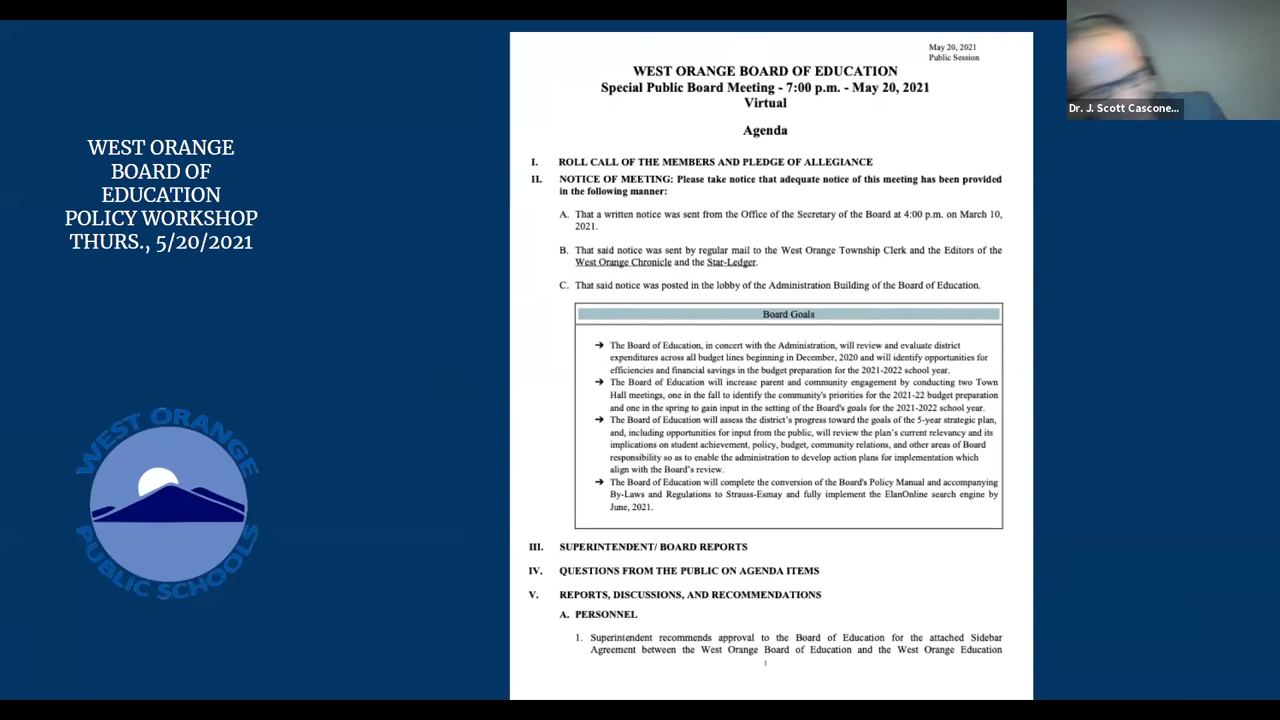 WEST ORANGE
BOARD OF
EDUCATION
POLICY WORKSHOP
THURS., 5/20/2021
WEST ORANGE
PUBLIC SCHOOLS
May 20, 2021
Public Session
WEST ORANGE BOARD OF EDUCATION
Special Public Board Meeting - 7:00 p.m. - May 20, 2021
Virtual
Agenda
I. ROLL CALL OF THE MEMBERS AND PLEDGE OF ALLEGIANCE
II. NOTICE OF MEETING: Please take notice that adequate notice of this meeting has been provided
in the following manner:
A. That a written notice was sent from the Office of the Secretary of the Board at 4:00 p.m. on March 10,
2021.
B. That said notice was sent by regular mail to the West Orange Township Clerk and the Editors of the
West Orange Chronicle and the Star-Ledger.
C. That said notice was posted in the lobby of the Administration Building of the Board of Education.
Board Goals
➔ The Board of Education, in concert with the Administration, will review and evaluate district
expenditures across all budget lines beginning in December, 2020 and will identify opportunities for
efficiencies and financial savings in the budget preparation for the 2021-2022 school year.
➔ The Board of Education will increase parent and community engagement by conducting two Town
Hall meetings, one in the fall to identify the community's priorities for the 2021-22 budget preparation
and one in the spring to gain input in the setting of the Board's goals for the 2021-2022 school year.
➔ The Board of Education will assess the district's progress toward the goals of the 5-year strategic plan,
and, including opportunities for input from the public, will review the plan's current relevancy and its
implications on student achievement, policy, budget, community relations, and other areas of Board
responsibility so as to enable the administration to develop action plans for implementation which
align with the Board's review.
➔ The Board of Education will complete the conversion of the Board's Policy Manual and accompanying
By-Laws and Regulations to Strauss-Esmay and fully implement the ElanOnline search engine by
June, 2021.
III. SUPERINTENDENT/ BOARD REPORTS
IV. QUESTIONS FROM THE PUBLIC ON AGENDA ITEMS
V. REPORTS, DISCUSSIONS, AND RECOMMENDATIONS
A. PERSONNEL
1. Superintendent recommends approval to the Board of Education for the attached Sidebar
Agreement between the West Orange Board of Education and the West Orange Education
1
Dr. J. Scott Cascone...